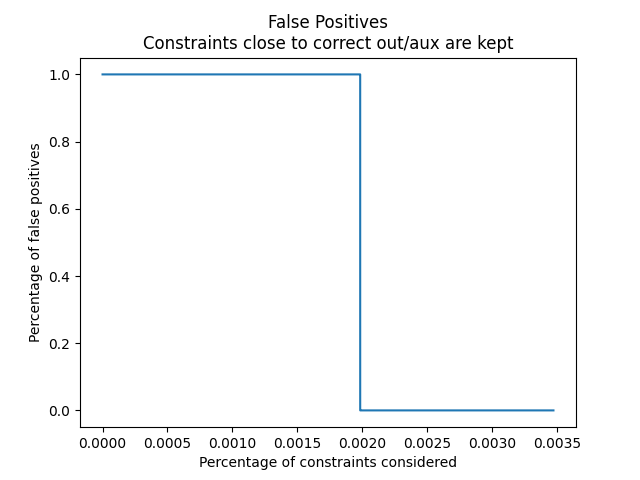 False Positives
Constraints close to correct out/aux are kept
Percentage of false positives
1.0
0.8
0.6
0.4
0.2
0.0
0.0000 0.0005 0.0010 0.0015 0.0020 0.0025 0.0030 0.0035
Percentage of constraints considered